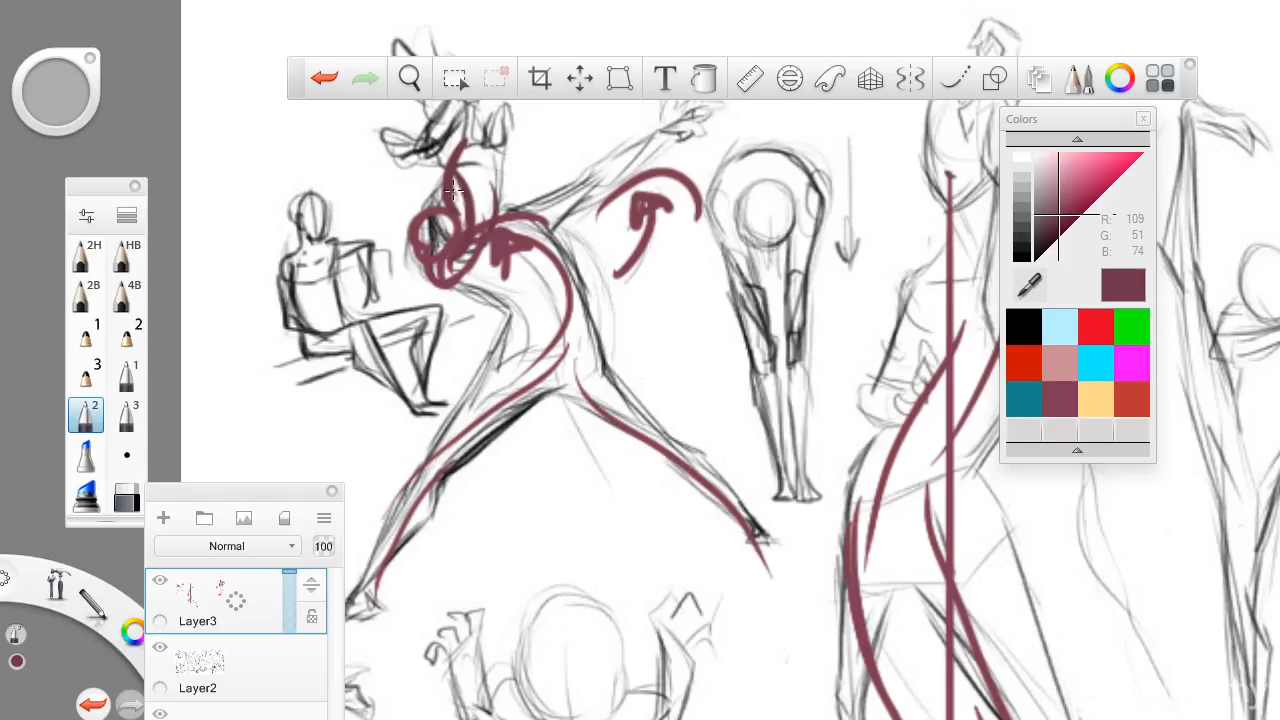 T
Colors
R: 109
G: 51
B: 74
2H
HB
2B
4B
1
2
3
1
2
3
Normal
100
Layer3
Layer2